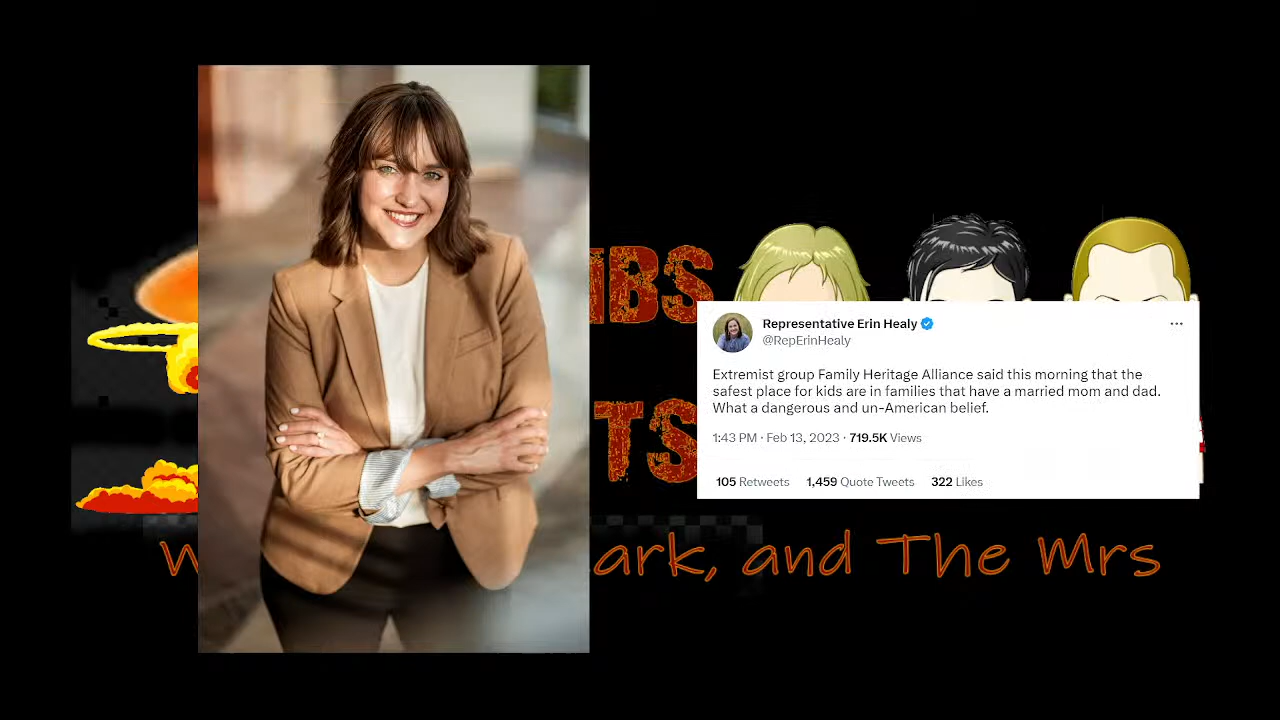 IBS
Representative Erin Healy
@RepErinHealy
Extremist group Family Heritage Alliance said this morning that the
safest place for kids are in families that have a married mom and dad.
What a dangerous and un-American belief.
1:43 PM · Feb 13, 2023 · 719.5K Views
TS
105 Retweets 1,459 Quote Tweets 322 Likes
W ark, and The Mrs